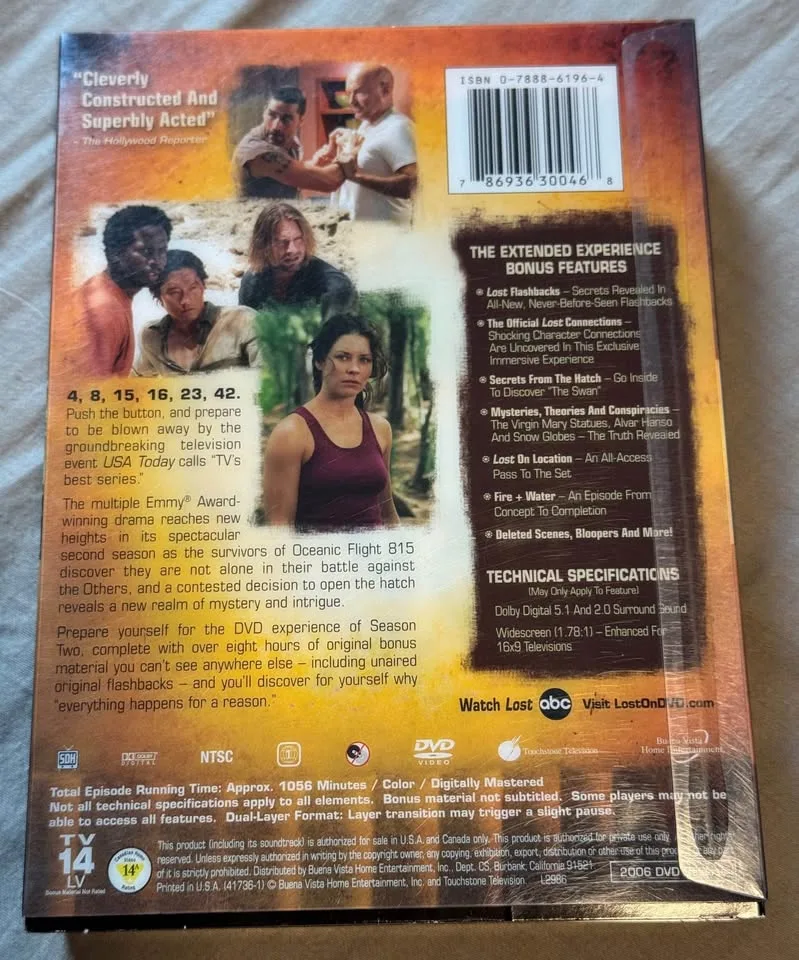 "Cleverly
Constructed And
Superbly Acted"
- The Hollywood Reporter
ISBN 0-7888-6196-4
7 86936 30046 8
4, 8, 15, 16, 23, 42.
Push the button, and prepare
to be blown away by the
groundbreaking television
event USA Today calls "TV's
best series."
The multiple Emmy® Award-
winning drama reaches new
heights in its spectacular
second season as the survivors of Oceanic Flight 815
discover they are not alone in their battle against
the Others, and a contested decision to open the hatch
reveals a new realm of mystery and intrigue.
Prepare yourself for the DVD experience of Season
Two, complete with over eight hours of original bonus
material you can't see anywhere else – including unaired
original flashbacks – and you'll discover for yourself why
"everything happens for a reason."
THE EXTENDED EXPERIENCE
BONUS FEATURES
Lost Flashbacks – Secrets Revealed In
All-New, Never-Before-Seen Flashbacks
The Official Lost Connections –
Shocking Character Connections
Are Uncovered In This Exclusive
Immersive Experience
Secrets From The Hatch – Go Inside
To Discover "The Swan"
Mysteries, Theories And Conspiracies –
The Virgin Mary Statues, Alvar Hanso
And Snow Globes – The Truth Revealed
Lost On Location – An All-Access
Pass To The Set
Fire + Water – An Episode From
Concept To Completion
Deleted Scenes, Bloopers And More!
TECHNICAL SPECIFICATIONS
(May Only Apply To Feature)
Dolby Digital 5.1 And 2.0 Surround Sound
Widescreen (1.78:1) – Enhanced For
16x9 Televisions
Watch Lost abc Visit LostOnDVD.com
SDH
DOLBY DIGITAL
NTSC
1
DVD VIDEO
Touchstone Television
Buena Vista
Home Entertainment
Total Episode Running Time: Approx. 1056 Minutes / Color / Digitally Mastered
Not all technical specifications apply to all elements. Bonus material not subtitled. Some players may not be
able to access all features. Dual-Layer Format: Layer transition may trigger a slight pause.
TV
14
LV
Bonus Material Not Rated
Canadian Home
Video
14A
Rating
This product (including its soundtrack) is authorized for sale in U.S.A. and Canada only. This product is authorized for private use only. All other rights
reserved. Unless expressly authorized in writing by the copyright owner, any copying, exhibition, export, distribution or other use of this product or any part
of it is strictly prohibited. Distributed by Buena Vista Home Entertainment, Inc., Dept. CS, Burbank, California 91521
Printed in U.S.A. (41736-1) © Buena Vista Home Entertainment, Inc. and Touchstone Television L2986
2006 DVD